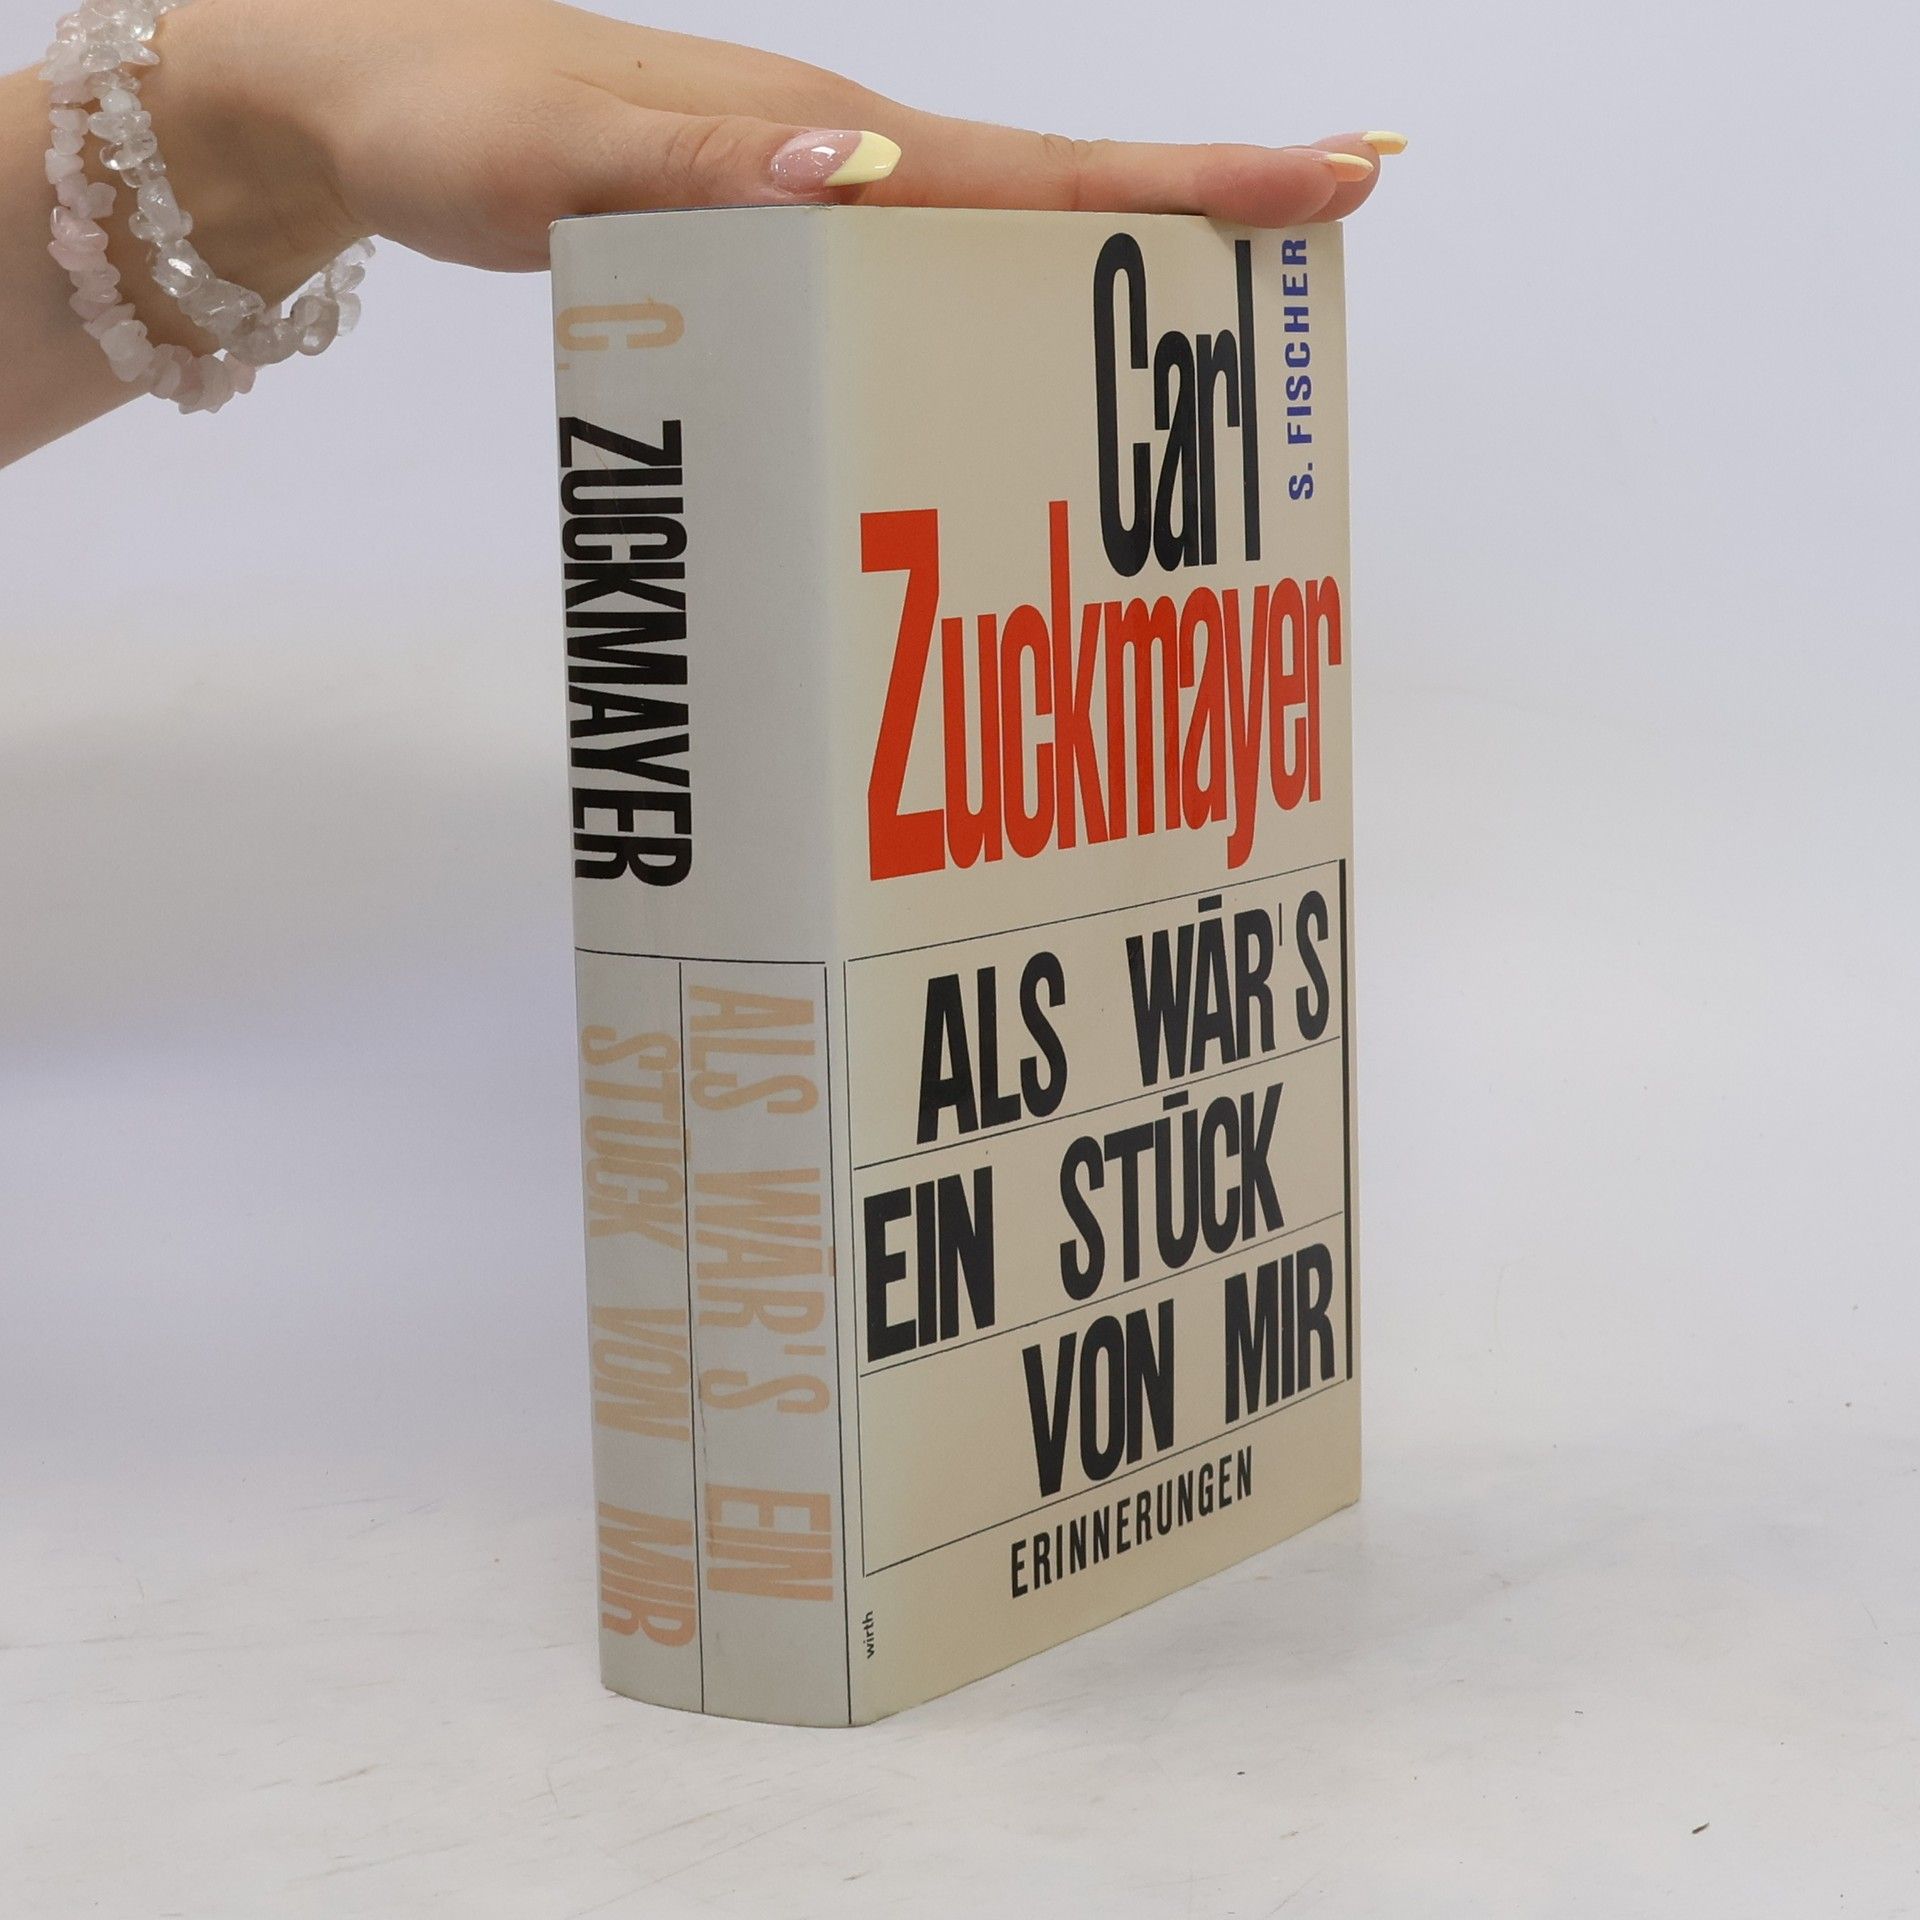 C. ZUCKMAYER
ALS WÄR'S EIN
STÜCK VON MIR
Carl
Zuckmayer
S. FISCHER
ALS WÄR'S
EIN STÜCK
VON MIR
ERINNERUNGEN
wirth